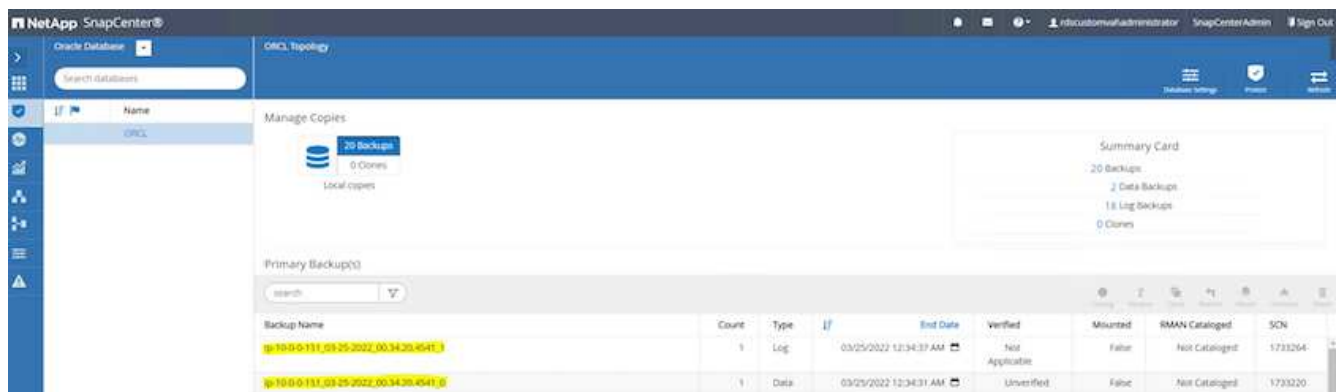 NetApp SnapCenter®
rdscustomval\administrator SnapCenterAdmin Sign Out
Oracle Database
ORCL Topology
Search databases
Database Settings Protect Refresh
Name
ORCL
Manage Copies
20 Backups
0 Clones
Local copies
Summary Card
20 Backups
2 Data Backups
18 Log Backups
0 Clones
Primary Backup(s)
search
Backup Name Count Type End Date Verified Mounted RMAN Cataloged SCN
ip-10-0-0-151_03-25-2022_00.34.20.4541_1 1 Log 03/25/2022 12:34:37 AM Not Applicable False Not Cataloged 1733264
ip-10-0-0-151_03-25-2022_00.34.20.4541_0 1 Data 03/25/2022 12:34:31 AM Unverified False Not Cataloged 1733220